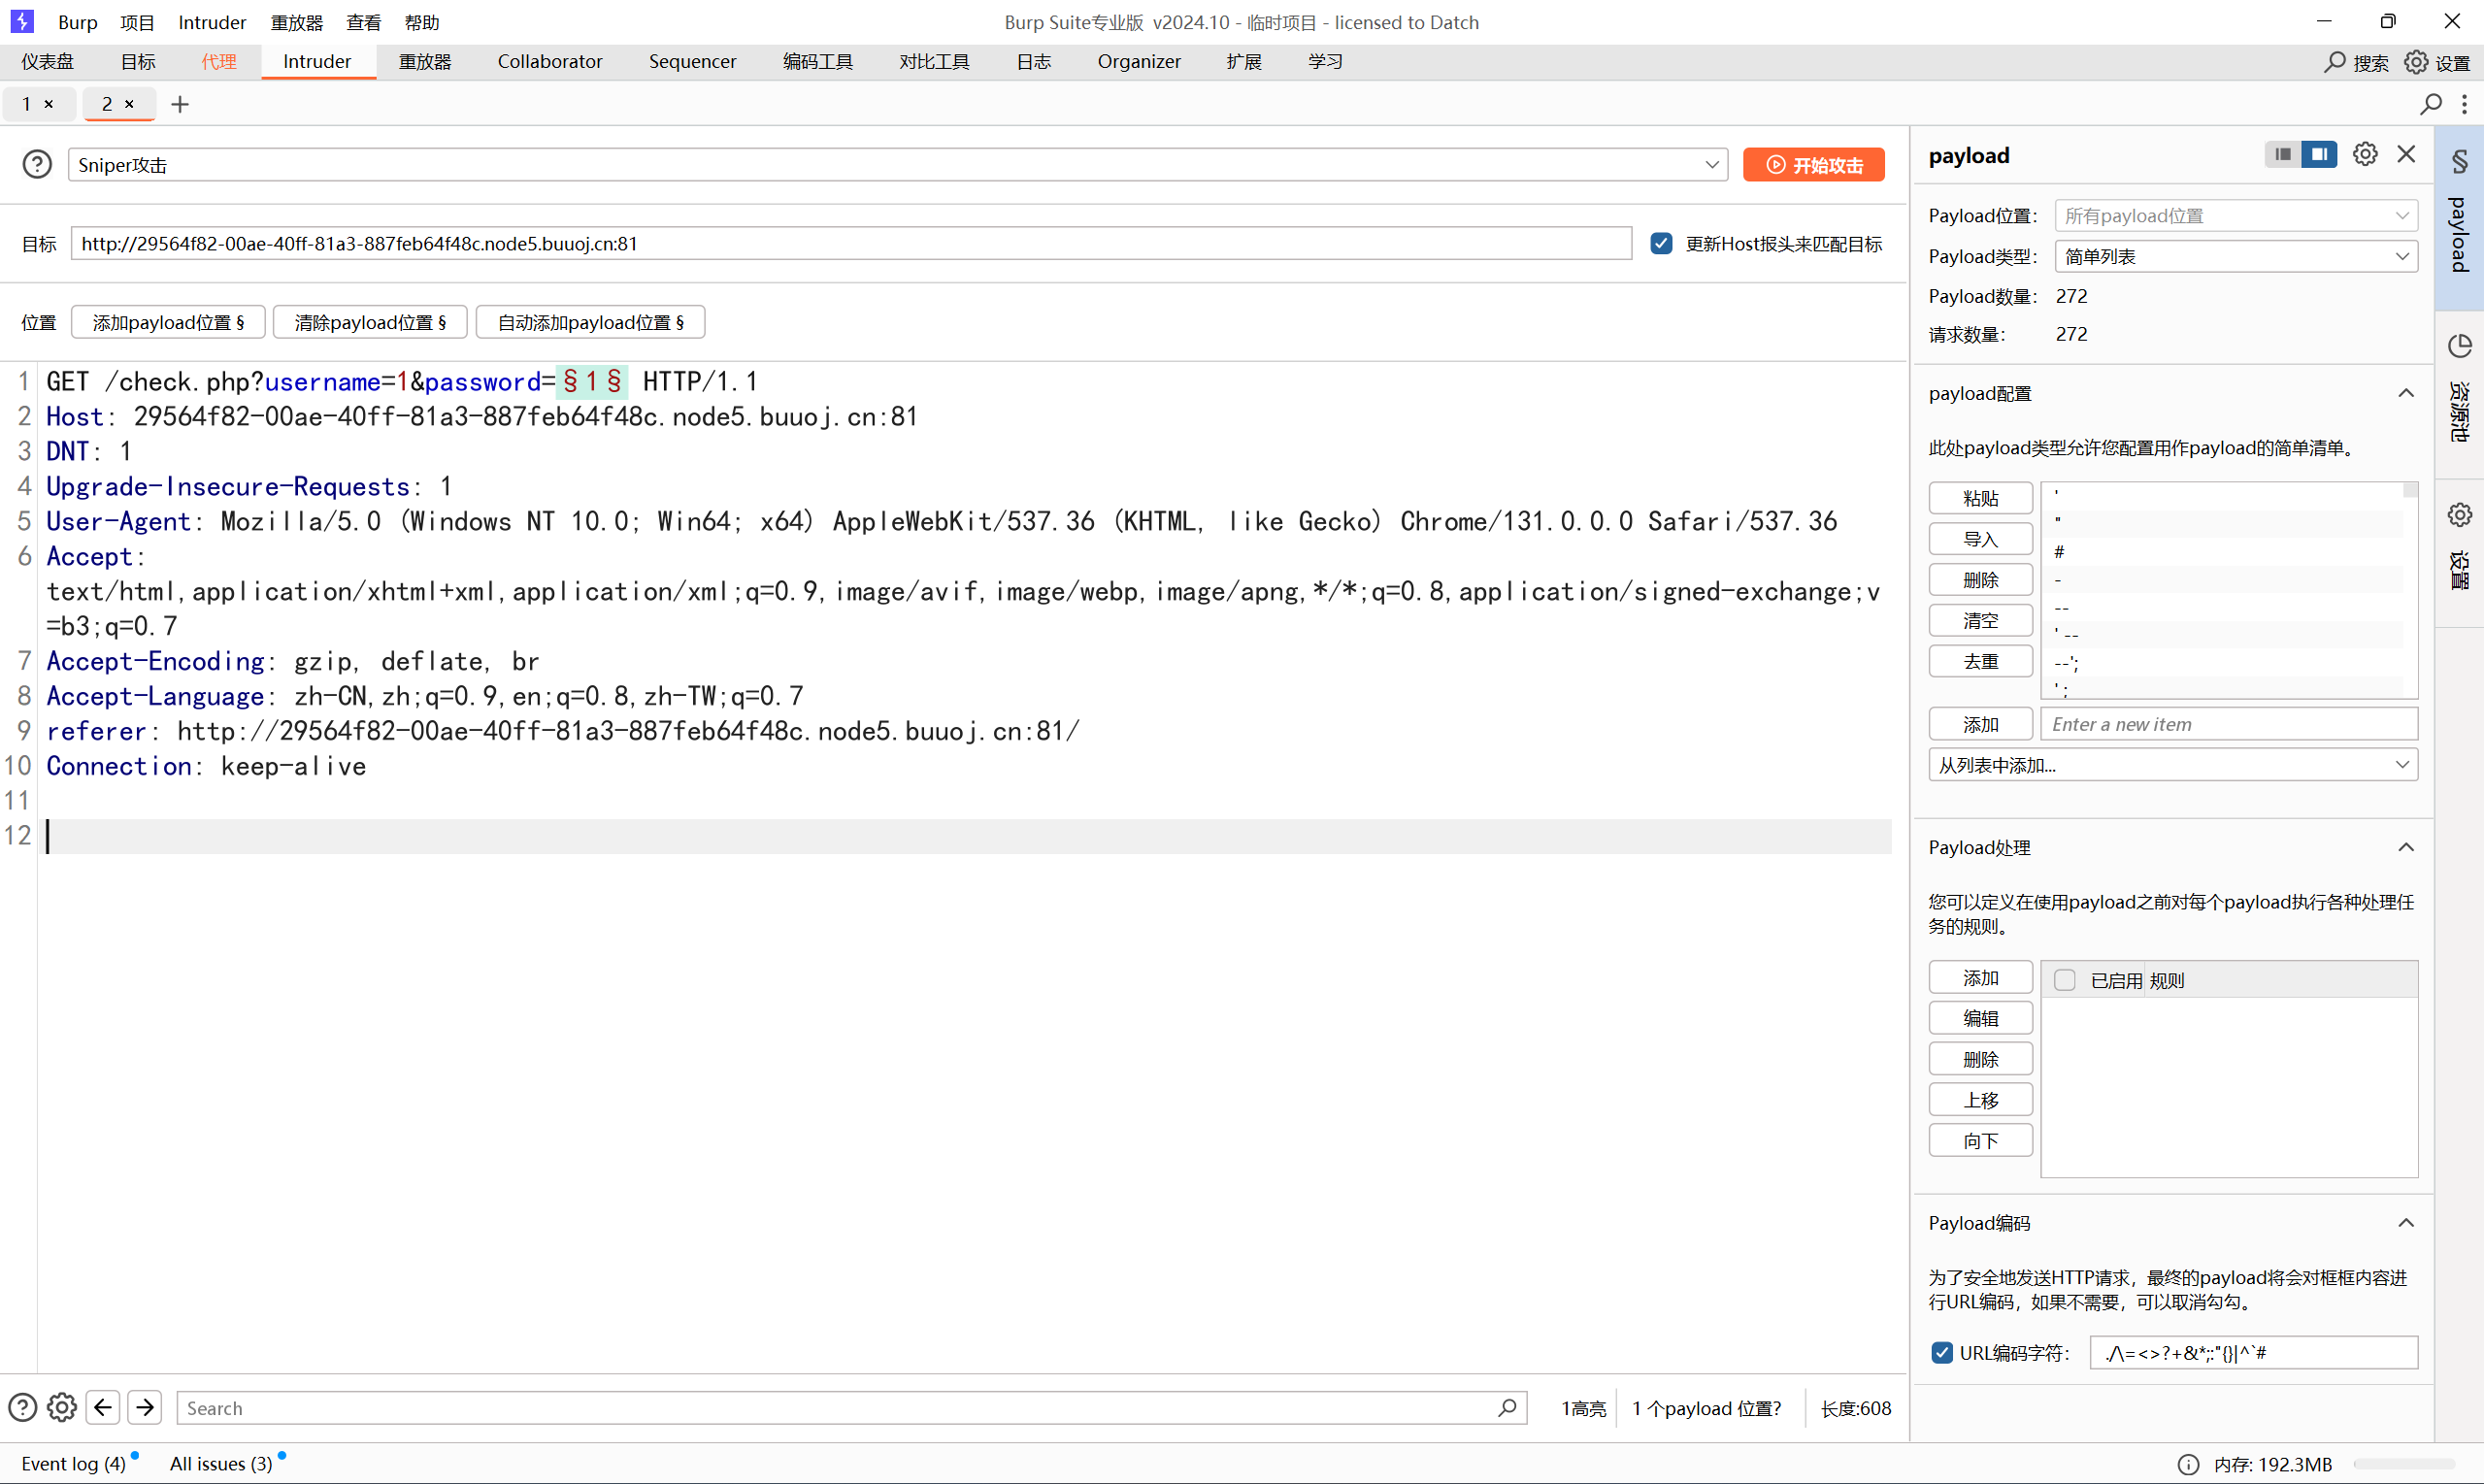 Burp 项目 Intruder 重放器 查看 帮助 Burp Suite专业版 v2024.10 - 临时项目 - licensed to Datch
仪表盘 目标 代理 Intruder 重放器 Collaborator Sequencer 编码工具 对比工具 日志 Organizer 扩展 学习 搜索 设置
1 × 2 × +
Sniper攻击 开始攻击
目标 http://29564f82-00ae-40ff-81a3-887feb64f48c.node5.buuoj.cn:81 更新Host报头来匹配目标
位置 添加payload位置 § 清除payload位置 § 自动添加payload位置 §
1 GET /check.php?username=1&password=§1§ HTTP/1.1
2 Host: 29564f82-00ae-40ff-81a3-887feb64f48c.node5.buuoj.cn:81
3 DNT: 1
4 Upgrade-Insecure-Requests: 1
5 User-Agent: Mozilla/5.0 (Windows NT 10.0; Win64; x64) AppleWebKit/537.36 (KHTML, like Gecko) Chrome/131.0.0.0 Safari/537.36
6 Accept:
text/html,application/xhtml+xml,application/xml;q=0.9,image/avif,image/webp,image/apng,*/*;q=0.8,application/signed-exchange;v
=b3;q=0.7
7 Accept-Encoding: gzip, deflate, br
8 Accept-Language: zh-CN,zh;q=0.9,en;q=0.8,zh-TW;q=0.7
9 referer: http://29564f82-00ae-40ff-81a3-887feb64f48c.node5.buuoj.cn:81/
10 Connection: keep-alive
11
12
Search 1高亮 1 个payload 位置? 长度:608
payload
Payload位置: 所有payload位置
Payload类型: 简单列表
Payload数量: 272
请求数量: 272
payload配置
此处payload类型允许您配置用作payload的简单清单。
粘贴
导入
删除
清空
去重
'
"
#
-
--
' --
--';
' ;
添加 Enter a new item
从列表中添加...
Payload处理
您可以定义在使用payload之前对每个payload执行各种处理任
务的规则。
添加
编辑
删除
上移
向下
已启用 规则
Payload编码
为了安全地发送HTTP请求，最终的payload将会对框框内容进
行URL编码，如果不需要，可以取消勾勾。
URL编码字符: ./\=<>?+&*;:"{}|^`#
§ payload
资源池
设置
Event log (4) All issues (3) 内存: 192.3MB